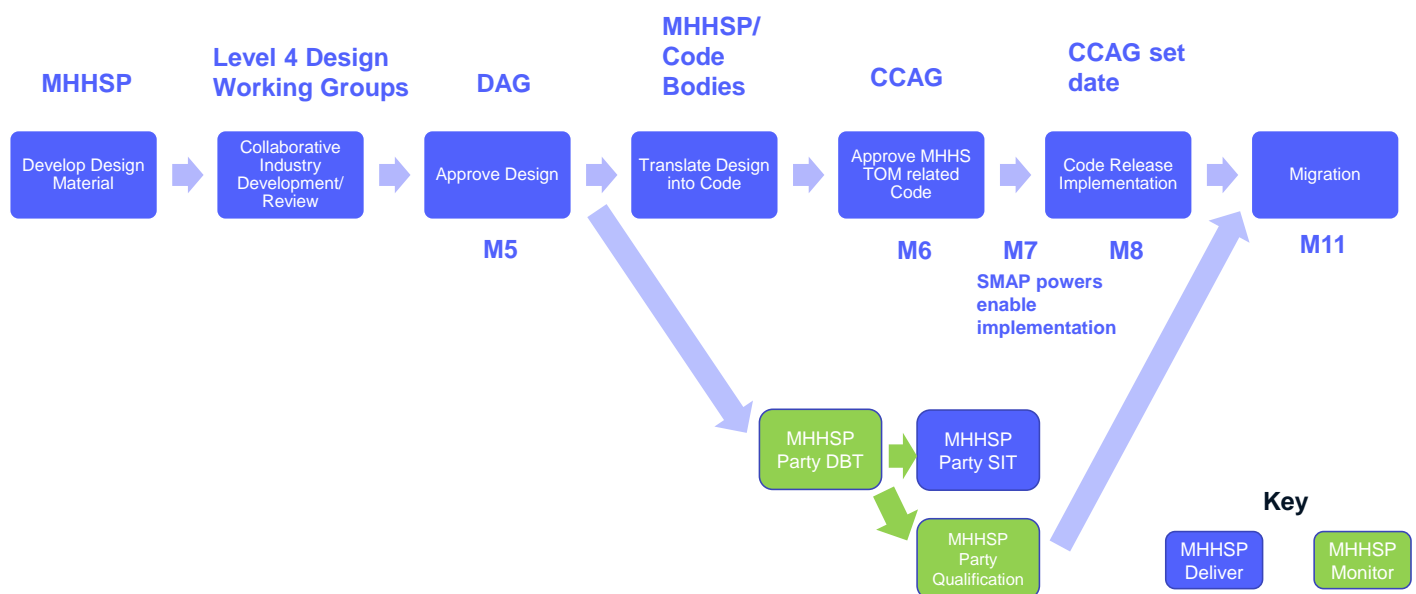 MHHSP
Level 4 Design
Working Groups
DAG
MHHSP/
Code
Bodies
CCAG
CCAG set
date
Develop Design
Material
Collaborative
Industry
Development/
Review
Approve Design
Translate Design
into Code
Approve MHHS
TOM related
Code
Code Release
Implementation
Migration
M5
M6
M7
M8
M11
SMAP powers
enable
implementation
MHHSP
Party DBT
MHHSP
Party SIT
MHHSP
Party
Qualification
Key
MHHSP
Deliver
MHHSP
Monitor